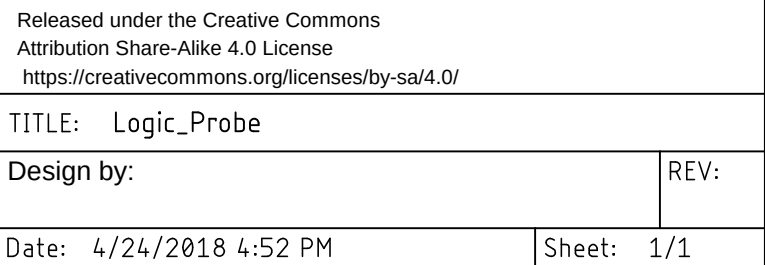 Released under the Creative Commons
Attribution Share-Alike 4.0 License
https://creativecommons.org/licenses/by-sa/4.0/
TITLE: Logic_Probe
Design by: REV:
Date: 4/24/2018 4:52 PM Sheet: 1/1